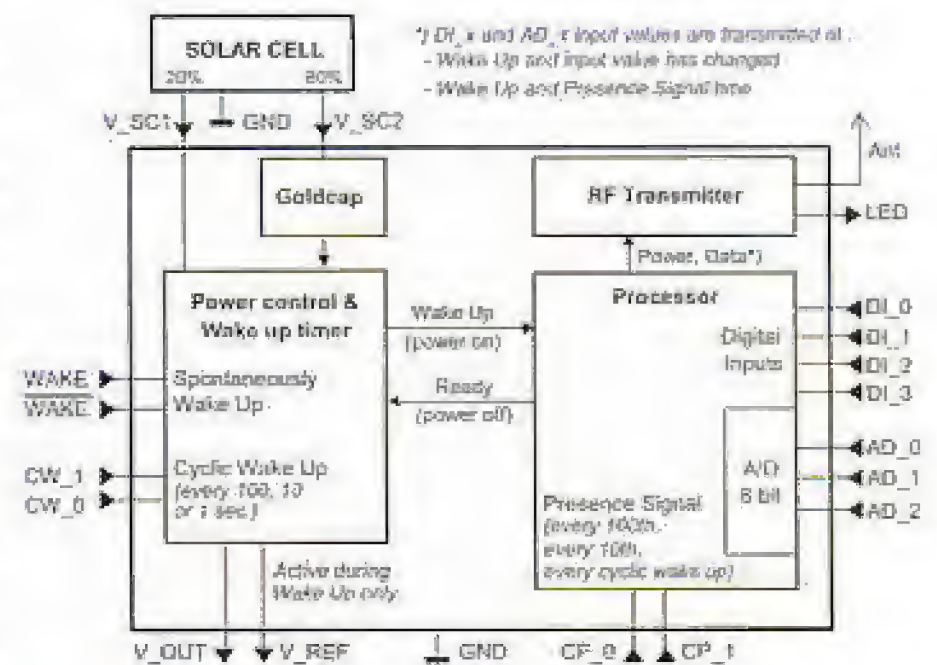 SOLAR CELL
20% 80%
*) DI_x and AD_x input values are transmitted at:
- Wake Up and input value has changed
- Wake Up and Presence Signal time
V_SC1 GND V_SC2
Ant
Goldcap
RF Transmitter
LED
Power, Data*)
Power control &
Wake up timer
Wake Up
(power on)
Ready
(power off)
Processor
Digital
Inputs
DI_0
DI_1
DI_2
DI_3
WAKE
WAKE
Spontaneously
Wake Up
CW_1
CW_0
Cyclic Wake Up
(every 100, 10
or 1 sec.)
A/D
8 bit
AD_0
AD_1
AD_2
Presence Signal
(every 100th,
every 10th,
every cyclic wake up)
Active during
Wake Up only
V_OUT V_REF GND CP_0 CP_1